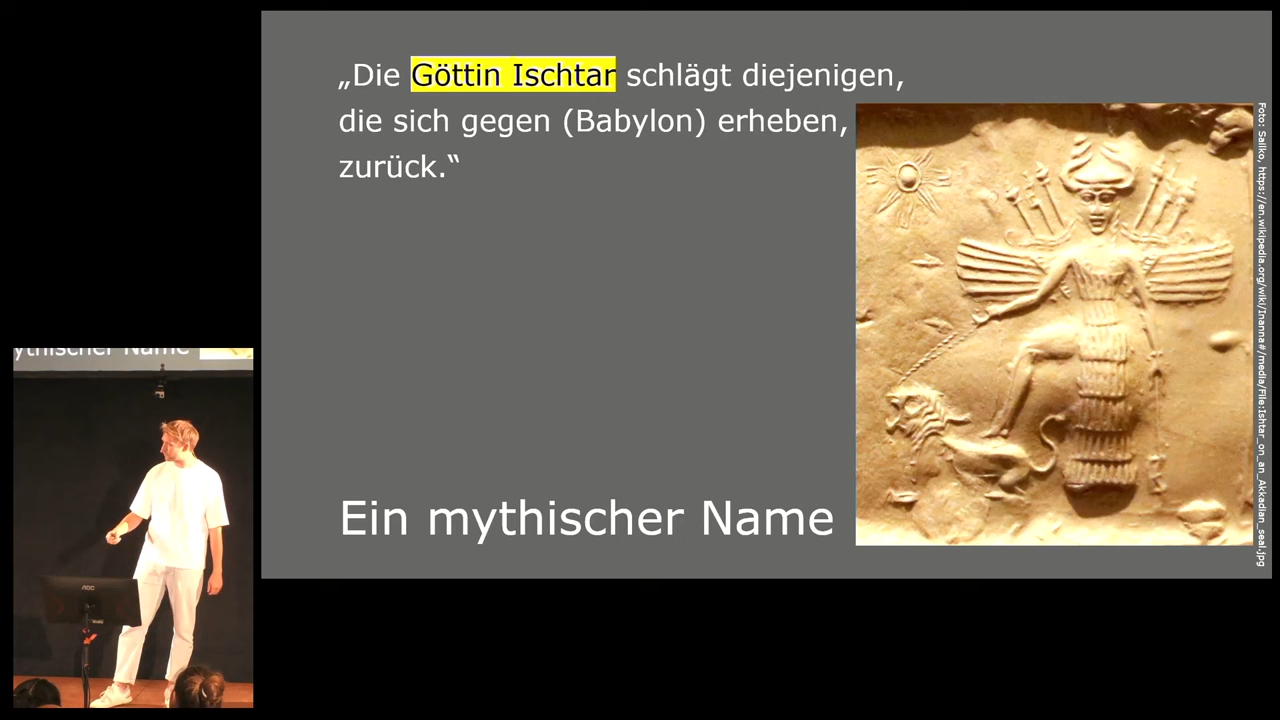 „Die Göttin Ischtar schlägt diejenigen,
die sich gegen (Babylon) erheben,
zurück.“
Ein mythischer Name
Foto: Sailko, https://en.wikipedia.org/wiki/Inanna#/media/File:Ishtar_on_an_Akkadian_seal.jpg
ythischer Name
AOC